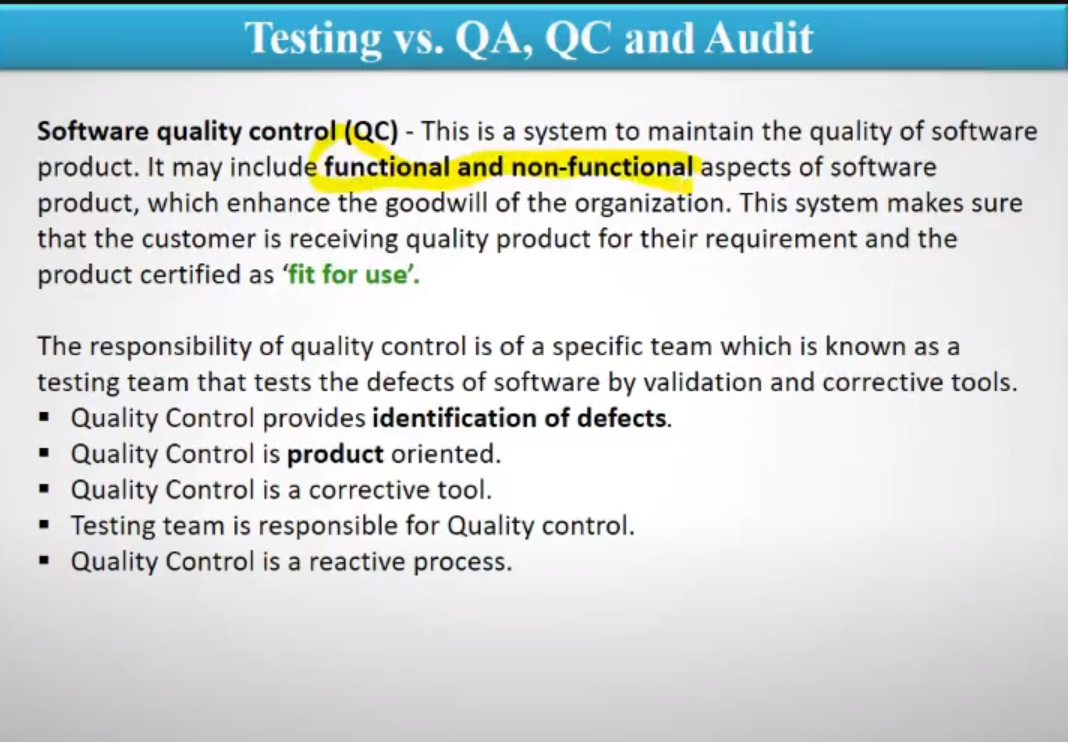 Testing vs. QA, QC and Audit
Software quality control (QC) - This is a system to maintain the quality of software
product. It may include functional and non-functional aspects of software
product, which enhance the goodwill of the organization. This system makes sure
that the customer is receiving quality product for their requirement and the
product certified as ‘fit for use’.
The responsibility of quality control is of a specific team which is known as a
testing team that tests the defects of software by validation and corrective tools.
▪ Quality Control provides identification of defects.
▪ Quality Control is product oriented.
▪ Quality Control is a corrective tool.
▪ Testing team is responsible for Quality control.
▪ Quality Control is a reactive process.